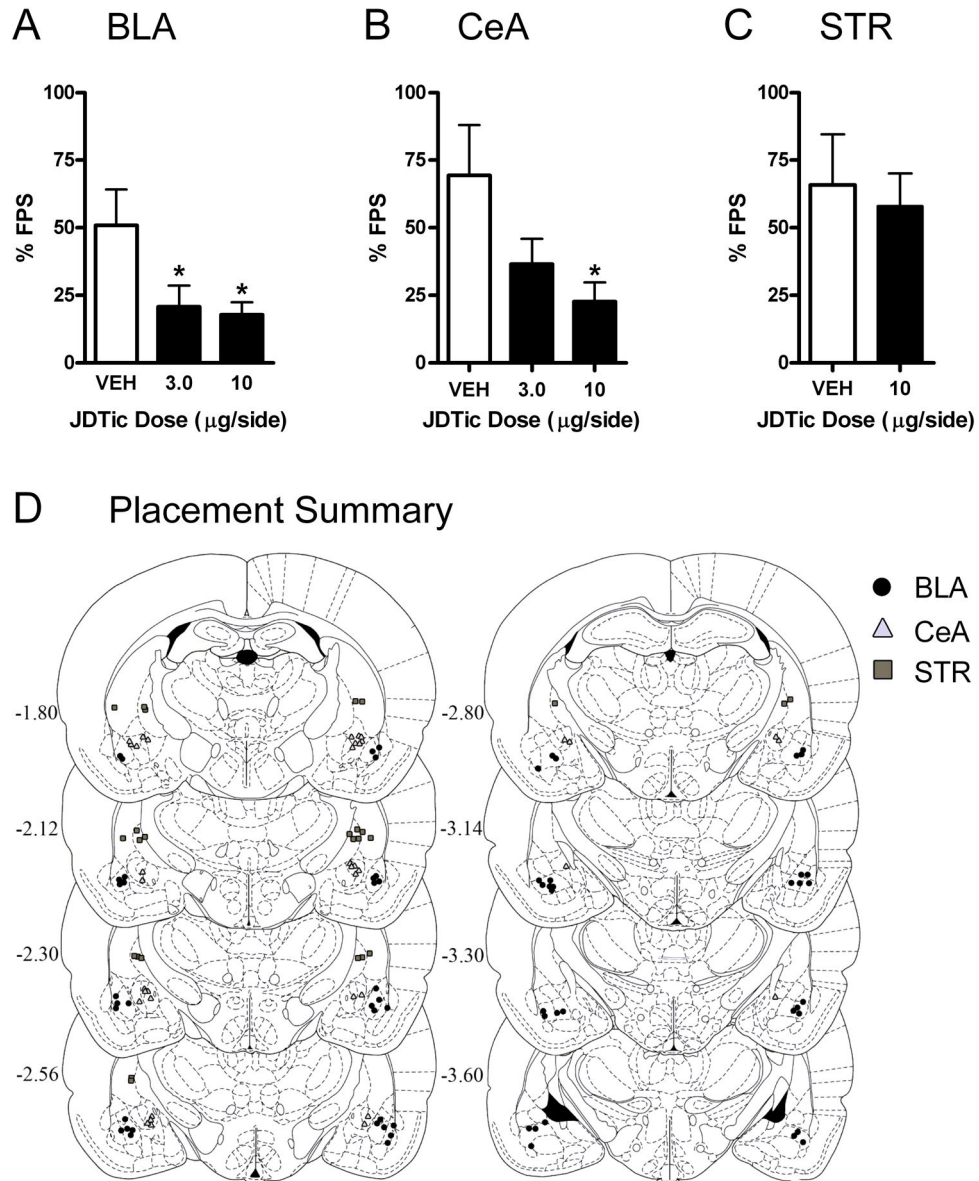 A BLA
B CeA
C STR
100
75
50
25
0
% FPS
*
*
VEH 3.0 10
JDTic Dose (μg/side)
100
75
50
25
0
% FPS
*
VEH 3.0 10
JDTic Dose (μg/side)
100
75
50
25
0
% FPS
VEH 10
JDTic Dose (μg/side)
D Placement Summary
-1.80
-2.12
-2.30
-2.56
-2.80
-3.14
-3.30
-3.60
BLA
CeA
STR